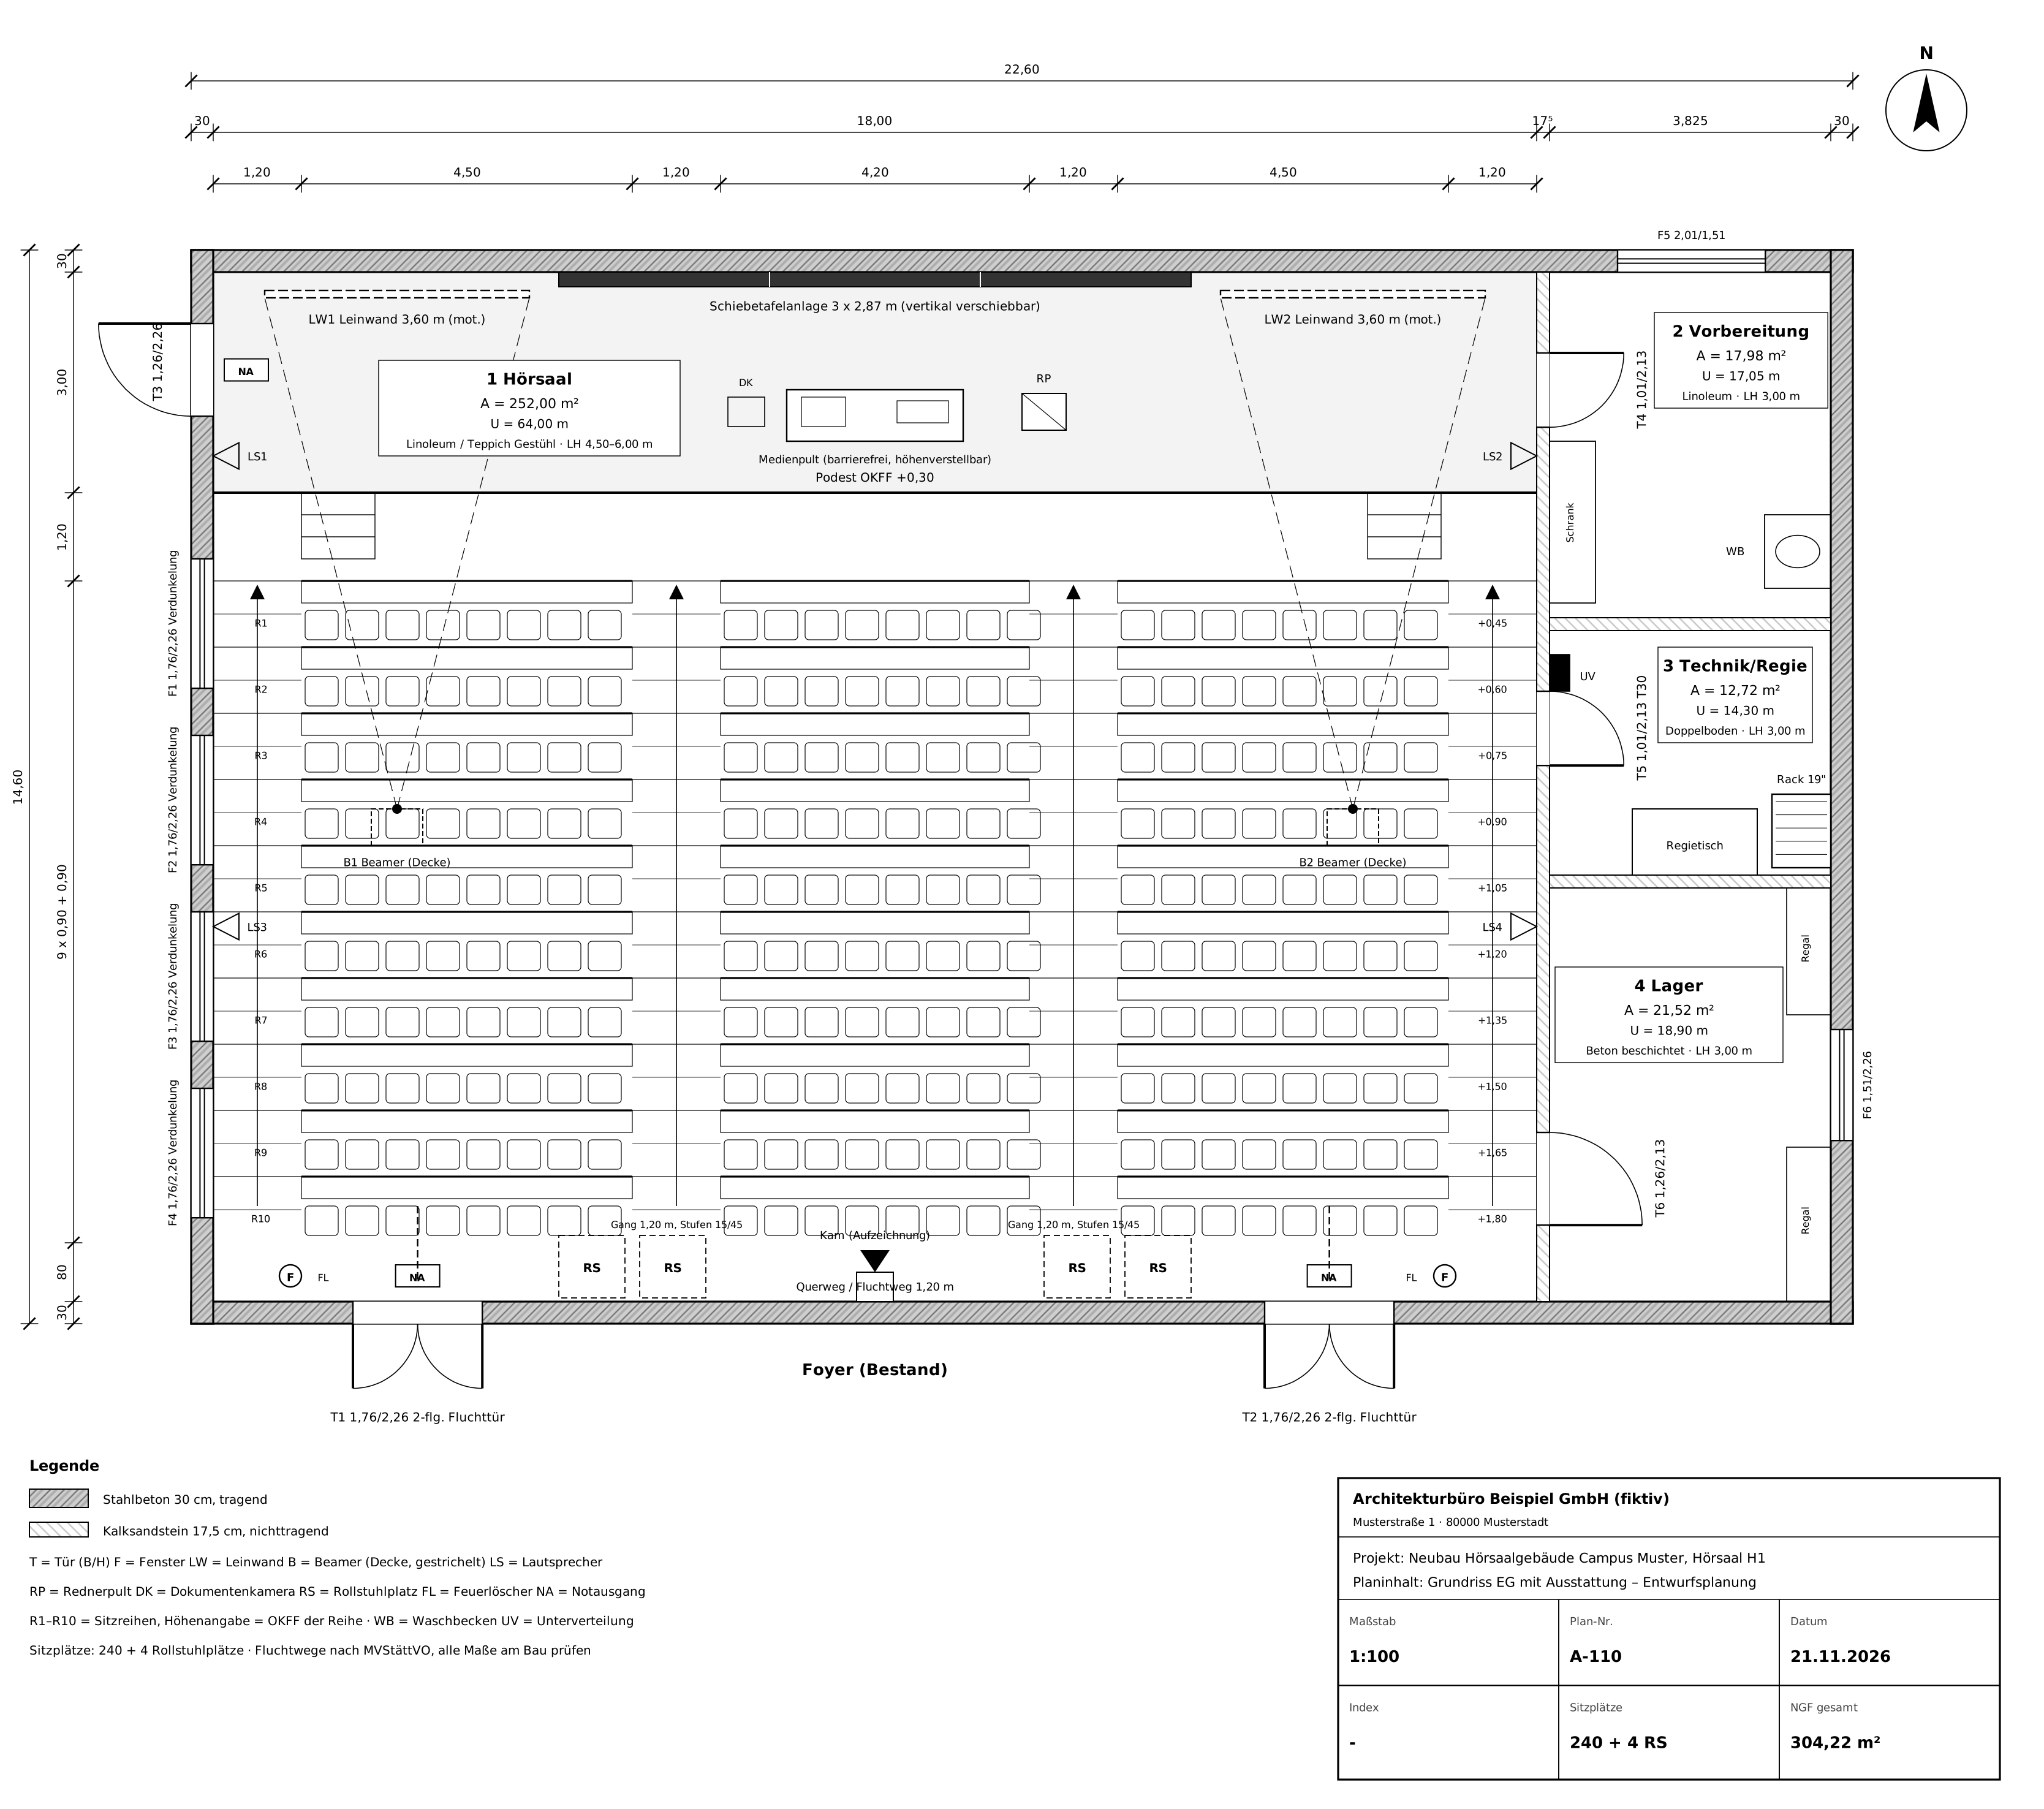 N
22,60
30
18,00
17⁵
3,825
30
1,20
4,50
1,20
4,20
1,20
4,50
1,20
F5 2,01/1,51
14,60
30
3,00
1,20
9 x 0,90 + 0,90
80
30
T3 1,26/2,26
NA
LW1 Leinwand 3,60 m (mot.)
Schiebetafelanlage 3 x 2,87 m (vertikal verschiebbar)
LW2 Leinwand 3,60 m (mot.)
1 Hörsaal
A = 252,00 m²
U = 64,00 m
Linoleum / Teppich Gestühl · LH 4,50–6,00 m
DK
RP
Medienpult (barrierefrei, höhenverstellbar)
Podest OKFF +0,30
LS1
LS2
T4 1,01/2,13
2 Vorbereitung
A = 17,98 m²
U = 17,05 m
Linoleum · LH 3,00 m
Schrank
WB
F1 1,76/2,26 Verdunkelung
F2 1,76/2,26 Verdunkelung
F3 1,76/2,26 Verdunkelung
F4 1,76/2,26 Verdunkelung
R1
+0,45
R2
+0,60
R3
+0,75
R4
+0,90
B1 Beamer (Decke)
B2 Beamer (Decke)
R5
+1,05
LS3
LS4
R6
+1,20
R7
+1,35
R8
+1,50
R9
+1,65
R10
+1,80
UV
T5 1,01/2,13 T30
3 Technik/Regie
A = 12,72 m²
U = 14,30 m
Doppelboden · LH 3,00 m
Rack 19"
Regietisch
Regal
4 Lager
A = 21,52 m²
U = 18,90 m
Beton beschichtet · LH 3,00 m
F6 1,51/2,26
T6 1,26/2,13
Regal
Gang 1,20 m, Stufen 15/45
Gang 1,20 m, Stufen 15/45
Kam (Aufzeichnung)
F
FL
NA
RS
RS
RS
RS
NA
FL
F
Querweg / Fluchtweg 1,20 m
Foyer (Bestand)
T1 1,76/2,26 2-flg. Fluchttür
T2 1,76/2,26 2-flg. Fluchttür
Legende
Stahlbeton 30 cm, tragend
Kalksandstein 17,5 cm, nichttragend
T = Tür (B/H) F = Fenster LW = Leinwand B = Beamer (Decke, gestrichelt) LS = Lautsprecher
RP = Rednerpult DK = Dokumentenkamera RS = Rollstuhlplatz FL = Feuerlöscher NA = Notausgang
R1–R10 = Sitzreihen, Höhenangabe = OKFF der Reihe · WB = Waschbecken UV = Unterverteilung
Sitzplätze: 240 + 4 Rollstuhlplätze · Fluchtwege nach MVStättVO, alle Maße am Bau prüfen
Architekturbüro Beispiel GmbH (fiktiv)
Musterstraße 1 · 80000 Musterstadt
Projekt: Neubau Hörsaalgebäude Campus Muster, Hörsaal H1
Planinhalt: Grundriss EG mit Ausstattung – Entwurfsplanung
Maßstab
1:100
Plan-Nr.
A-110
Datum
21.11.2026
Index
-
Sitzplätze
240 + 4 RS
NGF gesamt
304,22 m²